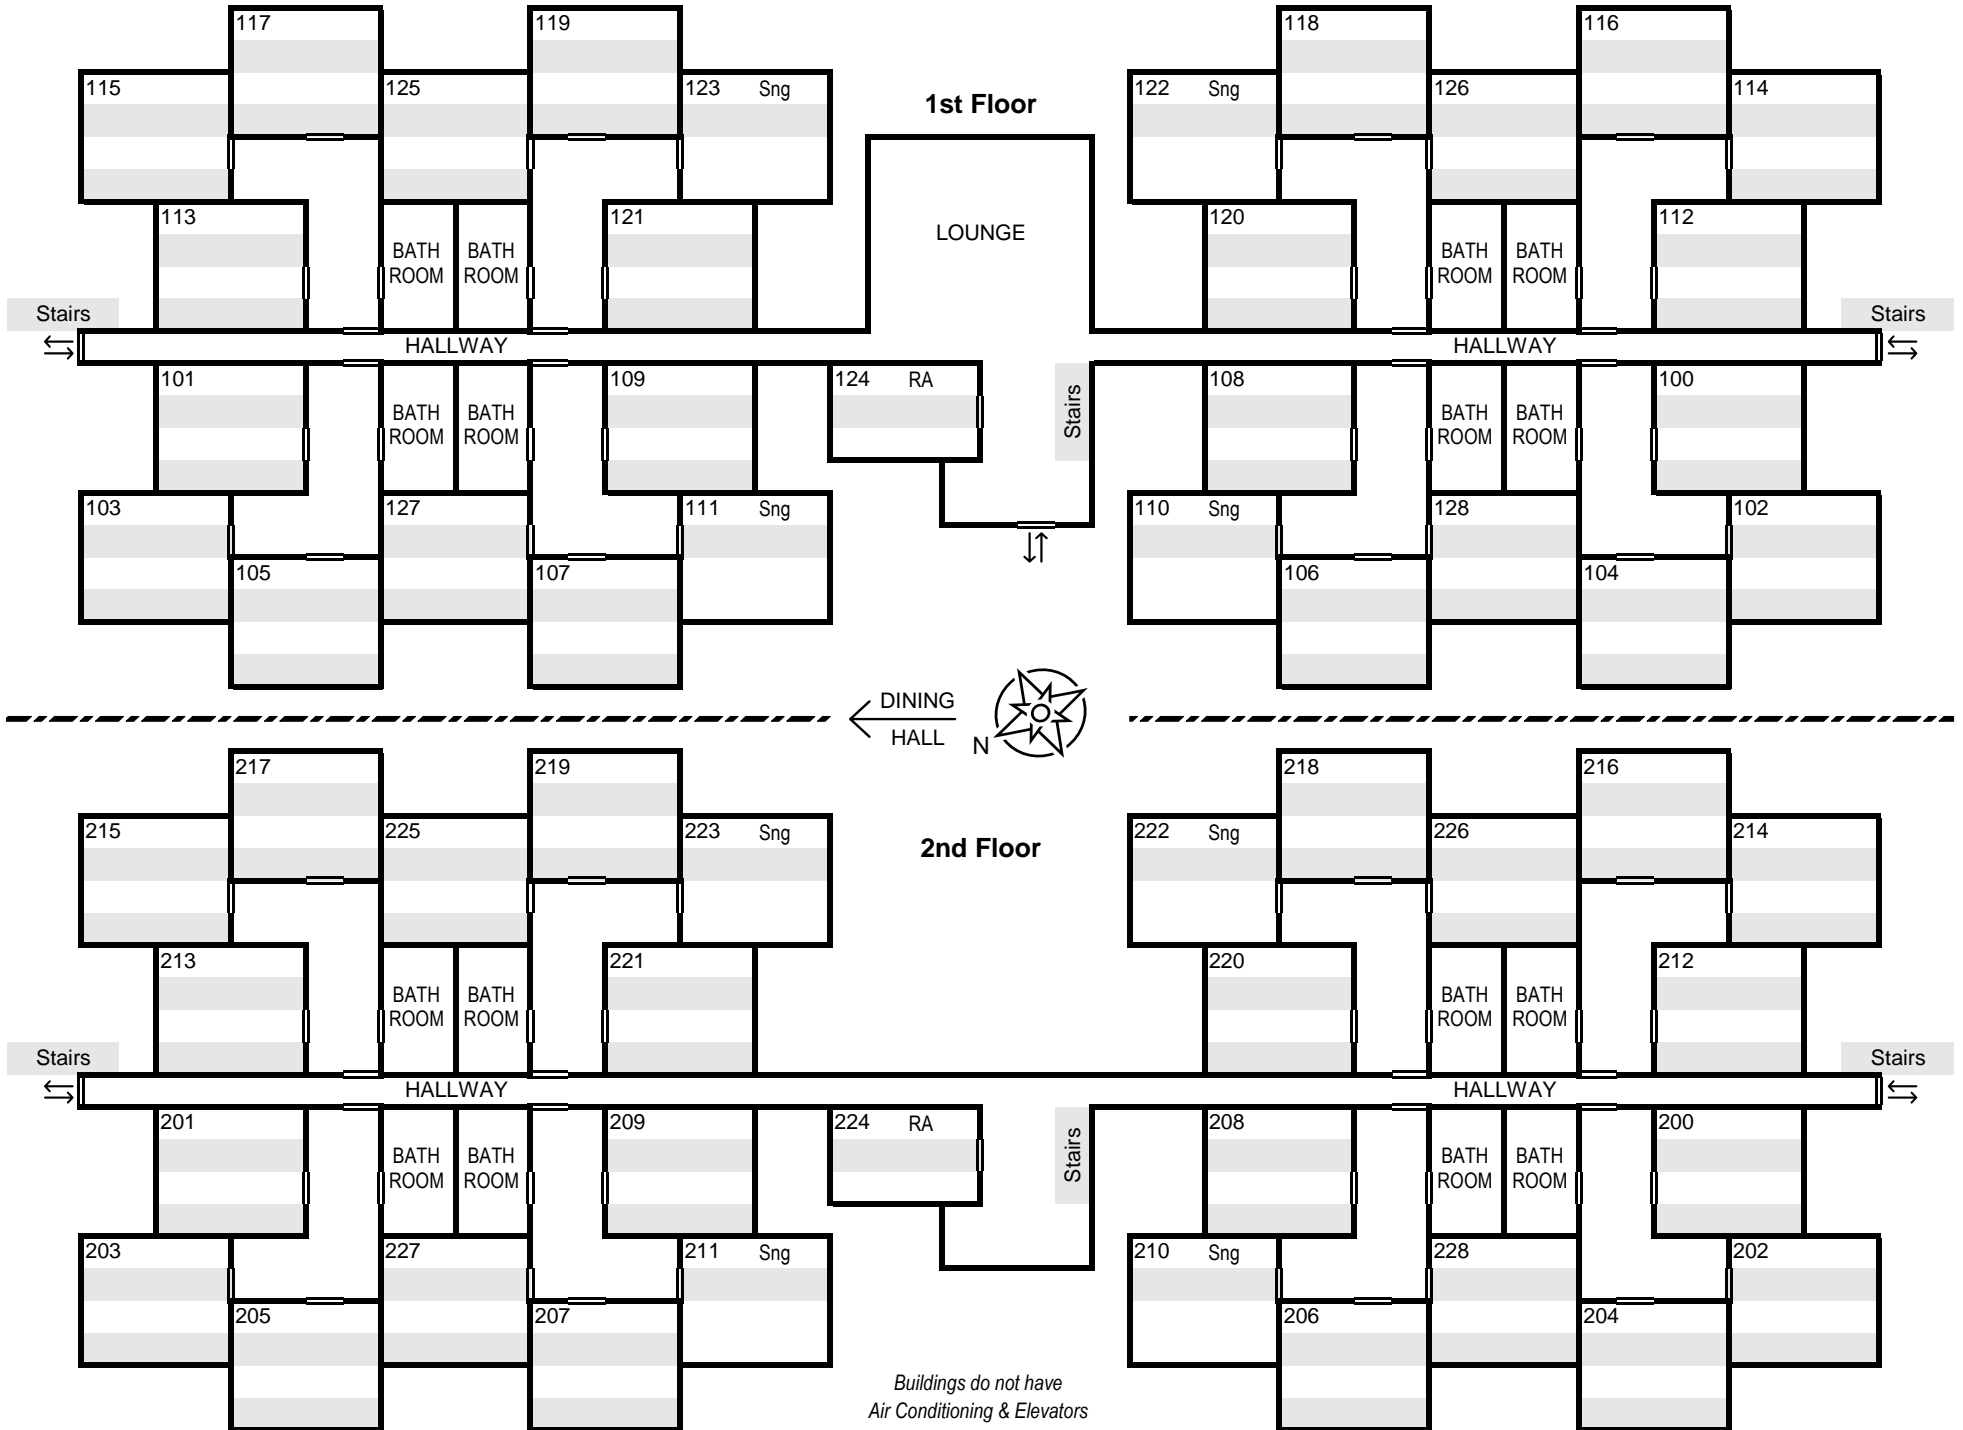 117
119
118
116
115
125
123 Sng
1st Floor
122 Sng
126
114
113
121
LOUNGE
120
112
BATH
ROOM
BATH
ROOM
BATH
ROOM
BATH
ROOM
Stairs
Stairs
HALLWAY
HALLWAY
101
109
124 RA
Stairs
108
100
BATH
ROOM
BATH
ROOM
BATH
ROOM
BATH
ROOM
103
127
111 Sng
110 Sng
128
102
105
107
106
104
DINING
HALL
N
217
219
218
216
215
225
223 Sng
2nd Floor
222 Sng
226
214
213
221
220
212
BATH
ROOM
BATH
ROOM
BATH
ROOM
BATH
ROOM
Stairs
Stairs
HALLWAY
HALLWAY
201
209
224 RA
Stairs
208
200
BATH
ROOM
BATH
ROOM
BATH
ROOM
BATH
ROOM
203
227
211 Sng
210 Sng
228
202
205
207
206
204
Buildings do not have
Air Conditioning & Elevators